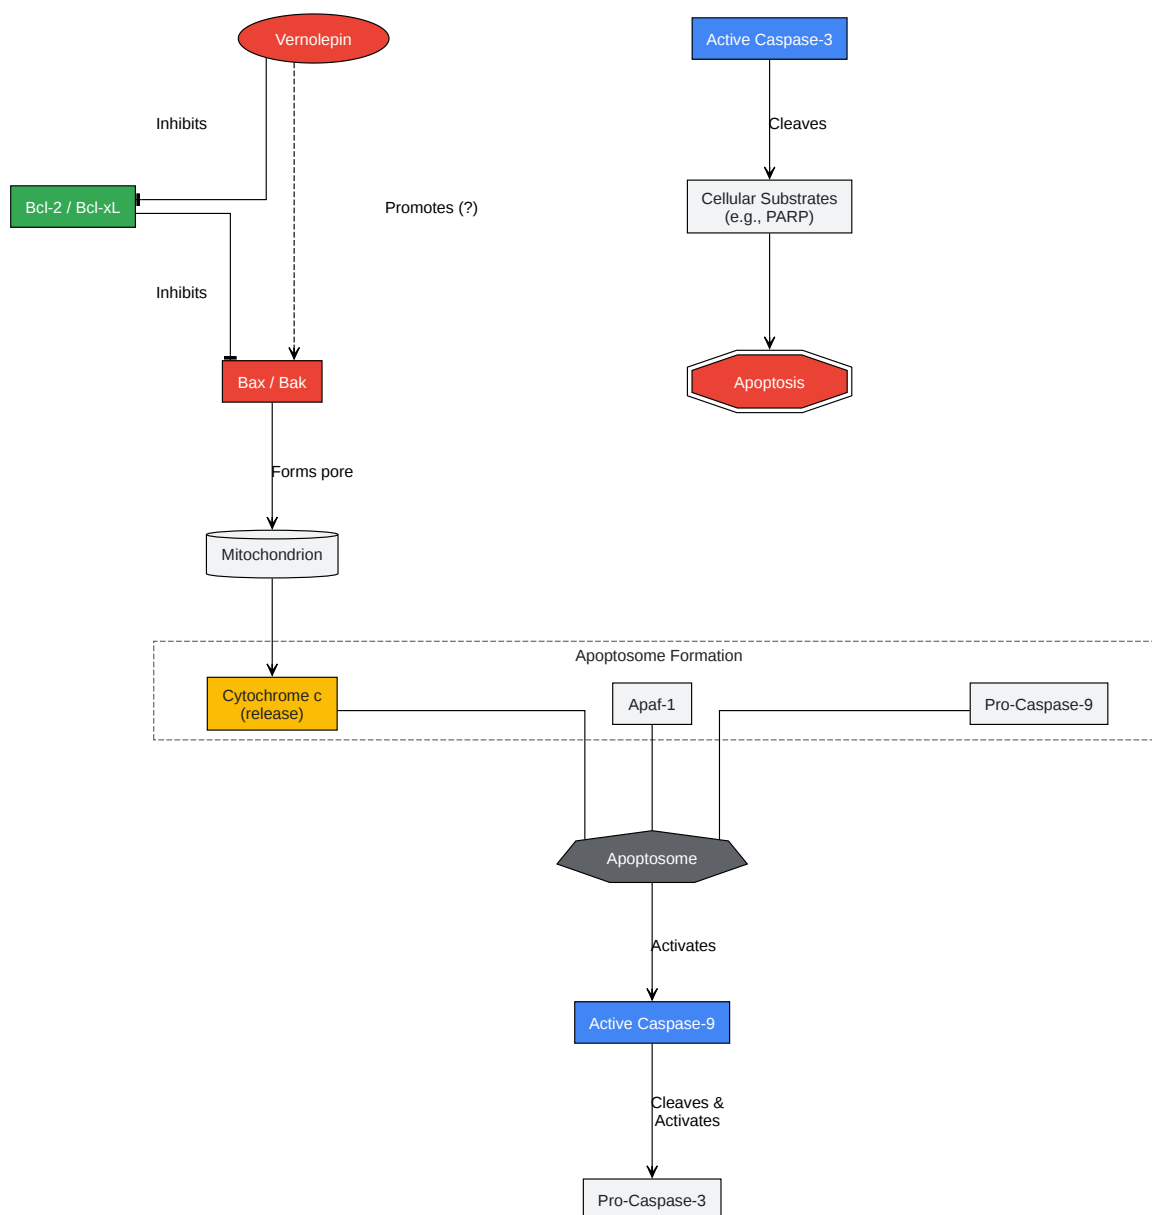 Vernolepin
Active Caspase-3
Inhibits
Cleaves
Bcl-2 / Bcl-xL
Promotes (?)
Cellular Substrates
(e.g., PARP)
Inhibits
Bax / Bak
Apoptosis
Forms pore
Mitochondrion
Apoptosome Formation
Cytochrome c
(release)
Apaf-1
Pro-Caspase-9
Apoptosome
Activates
Active Caspase-9
Cleaves &
Activates
Pro-Caspase-3